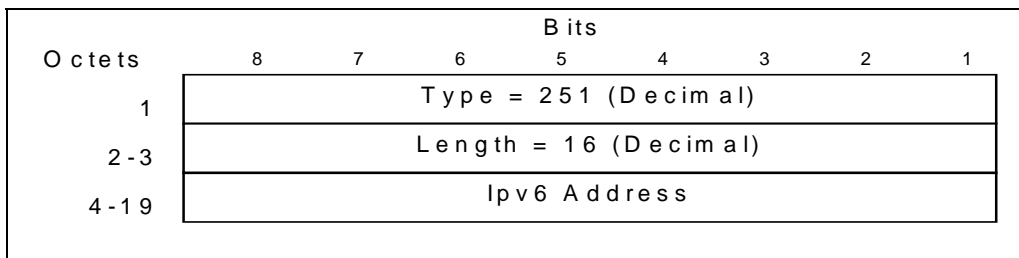 Bits
Octets 8 7 6 5 4 3 2 1
1 Type = 251 (Decimal)
2-3 Length = 16 (Decimal)
4-19 Ipv6 Address